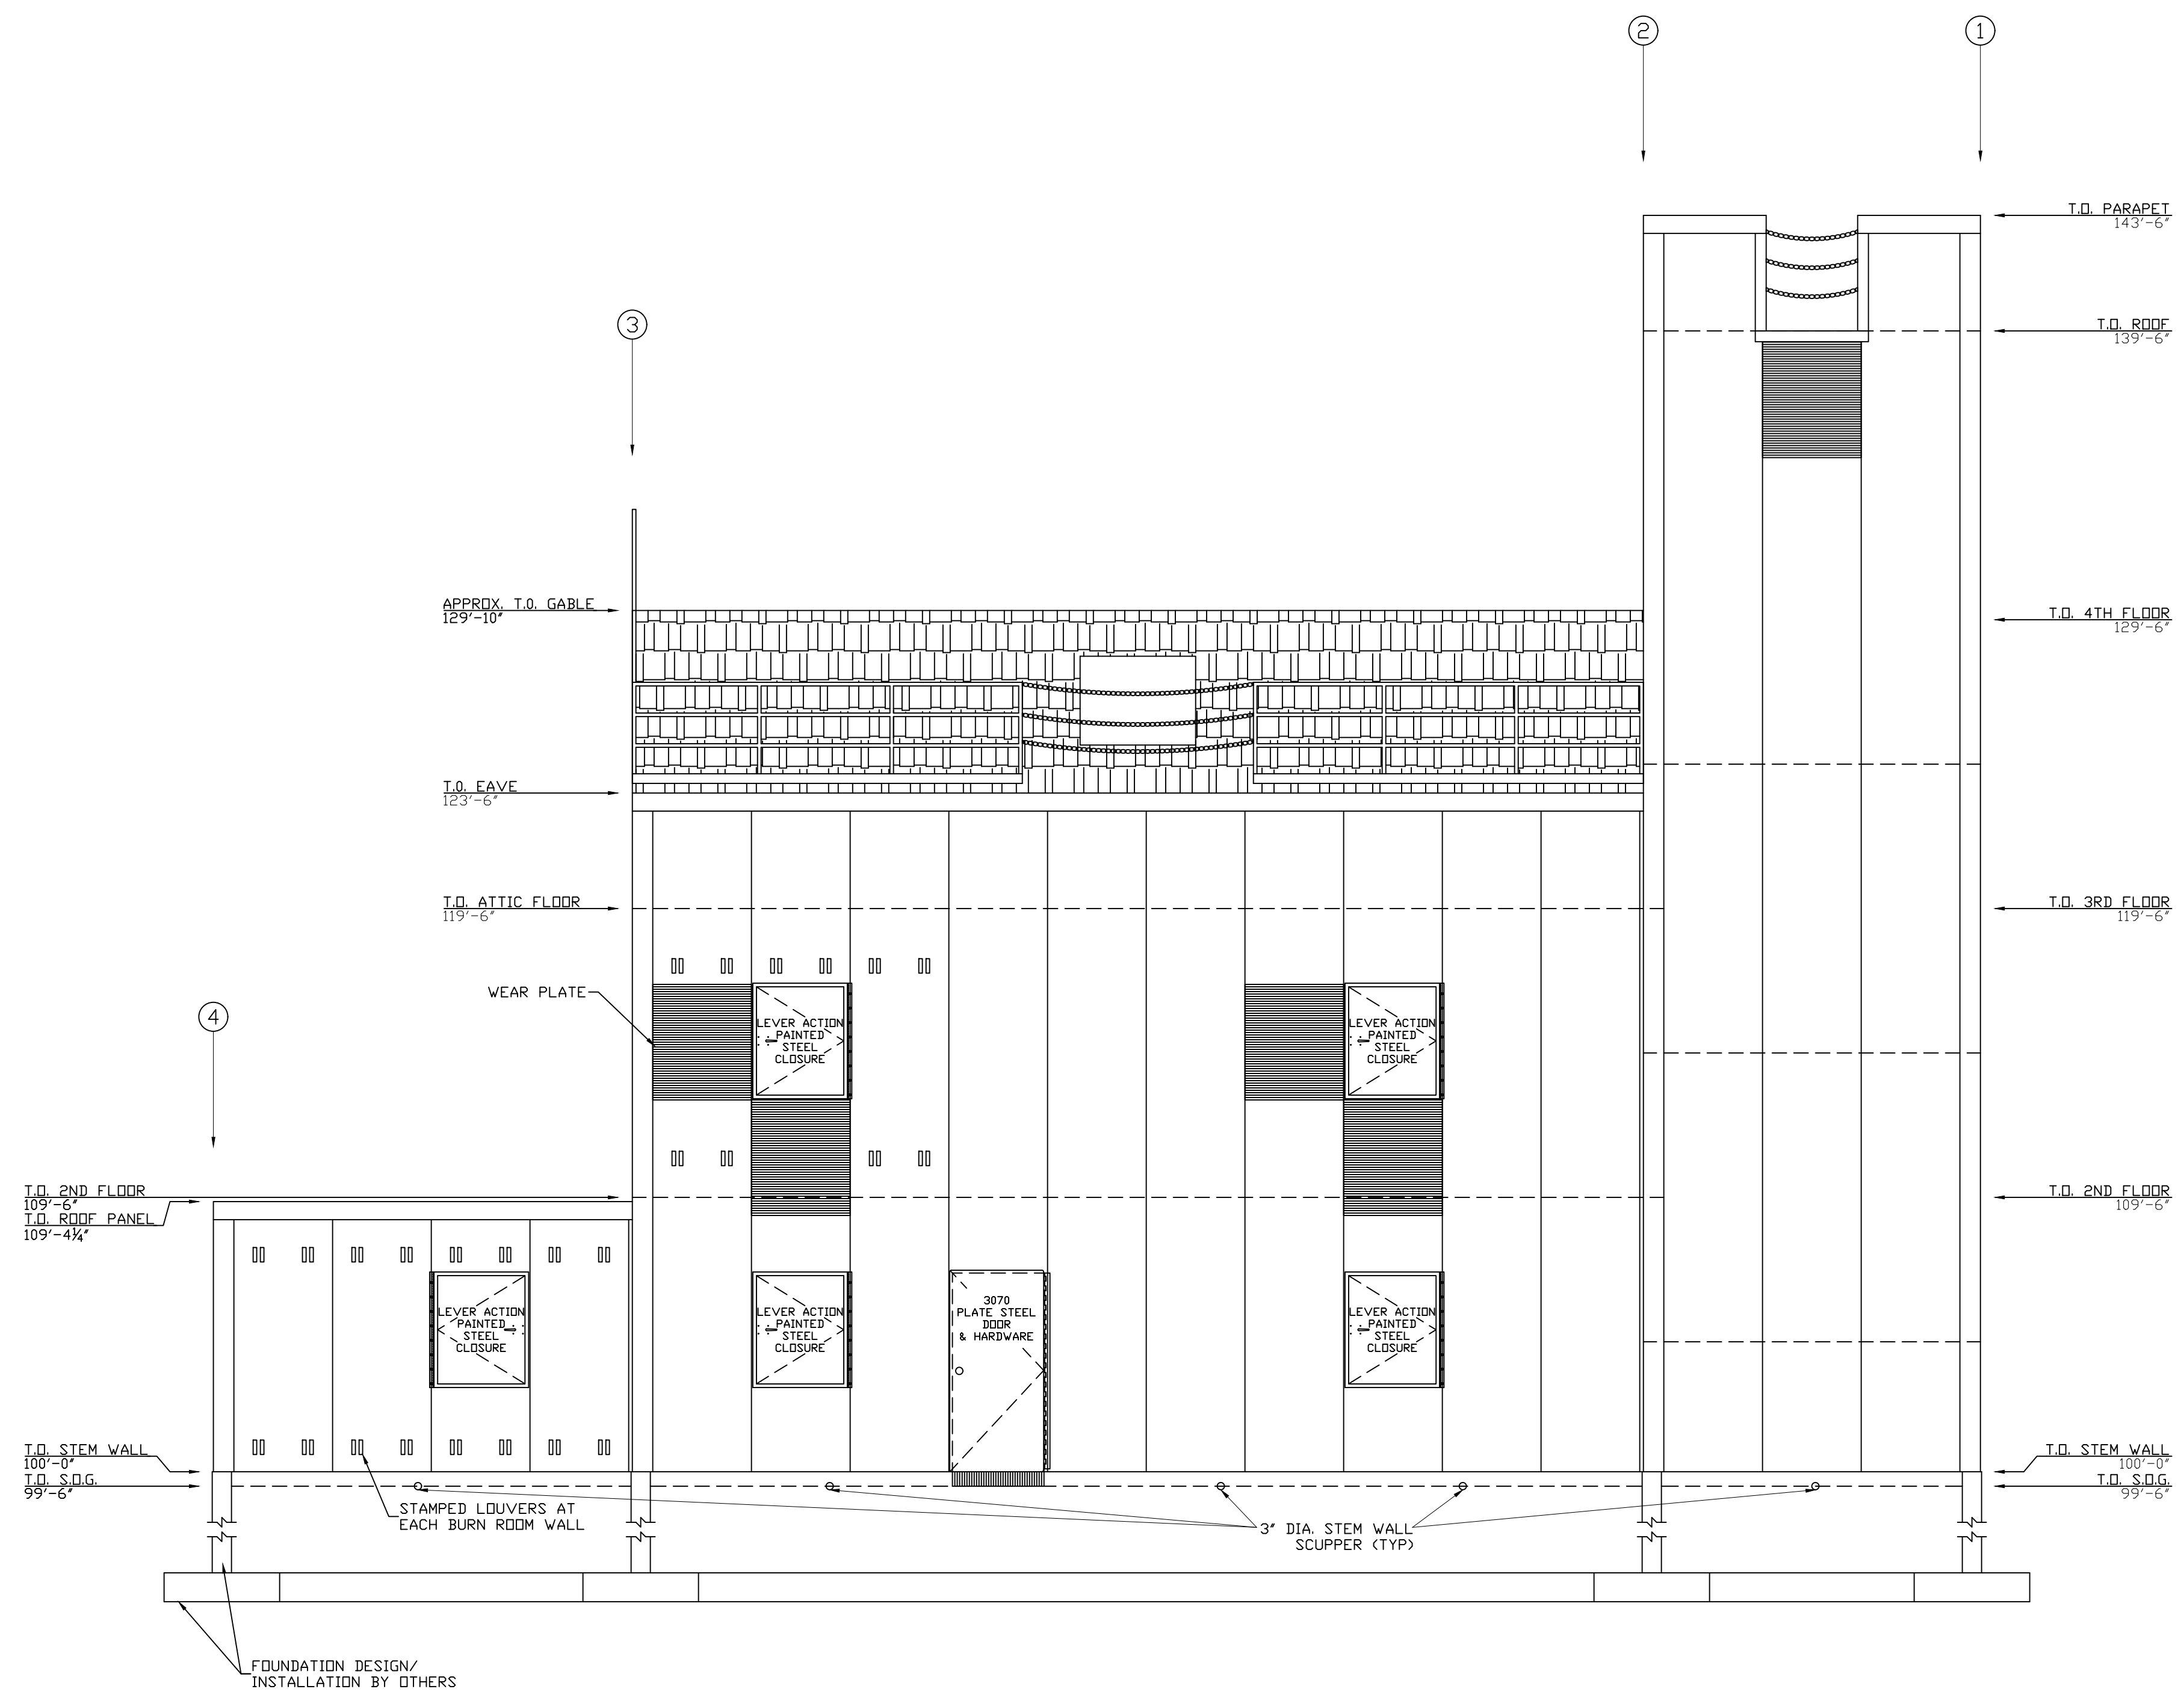 2
1
T.O. PARAPET
143'-6"
3
T.O. ROOF
139'-6"
APPROX. T.O. GABLE
129'-10"
T.O. 4TH FLOOR
129'-6"
T.O. EAVE
123'-6"
T.O. ATTIC FLOOR
119'-6"
T.O. 3RD FLOOR
119'-6"
WEAR PLATE
4
LEVER ACTION
PAINTED
STEEL
CLOSURE
LEVER ACTION
PAINTED
STEEL
CLOSURE
T.O. 2ND FLOOR
109'-6"
T.O. ROOF PANEL
109'-4¼"
T.O. 2ND FLOOR
109'-6"
LEVER ACTION
PAINTED
STEEL
CLOSURE
LEVER ACTION
PAINTED
STEEL
CLOSURE
3070
PLATE STEEL
DOOR
& HARDWARE
LEVER ACTION
PAINTED
STEEL
CLOSURE
T.O. STEM WALL
100'-0"
T.O. S.O.G.
99'-6"
T.O. STEM WALL
100'-0"
T.O. S.O.G.
99'-6"
STAMPED LOUVERS AT
EACH BURN ROOM WALL
3" DIA. STEM WALL
SCUPPER (TYP)
FOUNDATION DESIGN/
INSTALLATION BY OTHERS